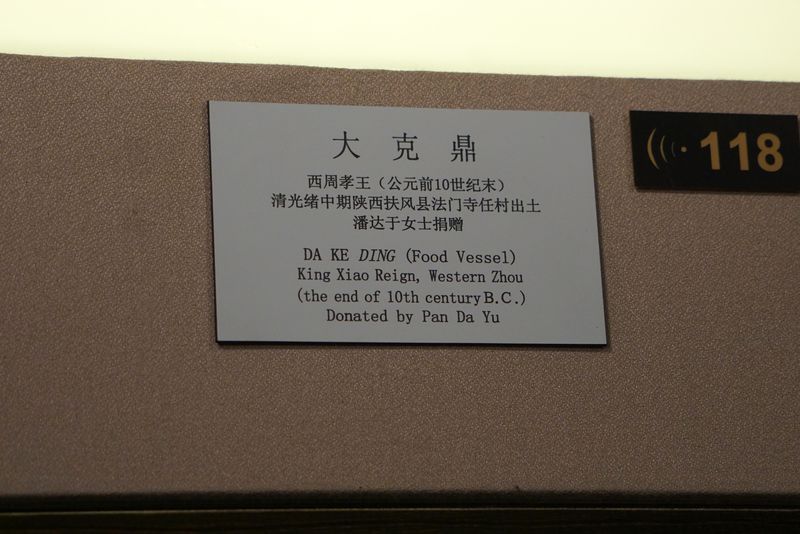 大克鼎
西周孝王（公元前10世纪末）
清光绪中期陕西扶风县法门寺任村出土
潘达于女士捐赠
DA KE DING (Food Vessel)
King Xiao Reign, Western Zhou
(the end of 10th century B.C.)
Donated by Pan Da Yu
118